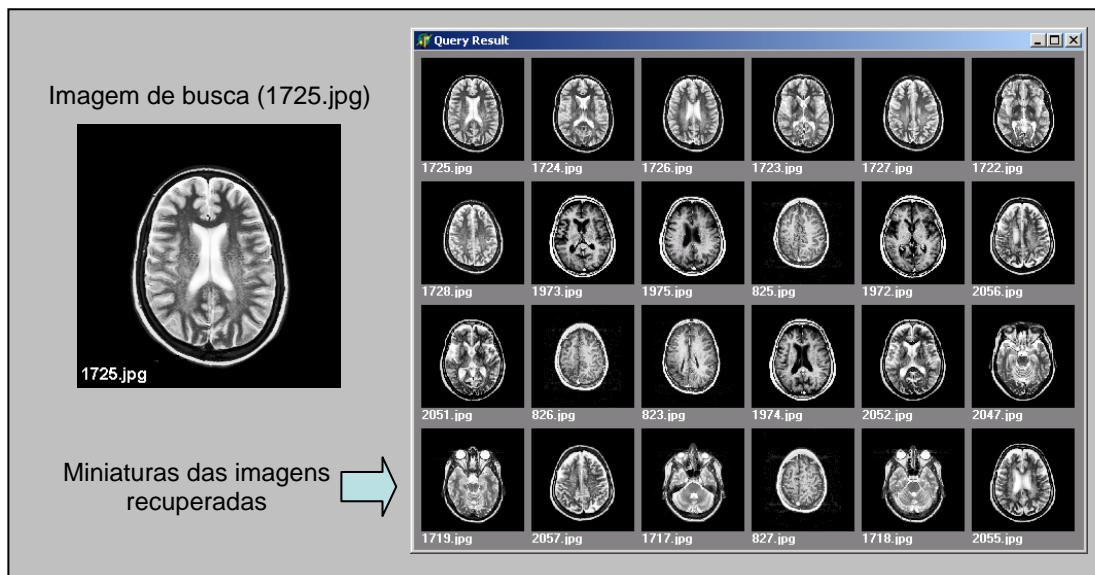 Imagem de busca (1725.jpg)
1725.jpg
Miniaturas das imagens
recuperadas
Query Result
1725.jpg 1724.jpg 1726.jpg 1723.jpg 1727.jpg 1722.jpg
1728.jpg 1973.jpg 1975.jpg 825.jpg 1972.jpg 2056.jpg
2051.jpg 826.jpg 823.jpg 1974.jpg 2052.jpg 2047.jpg
1719.jpg 2057.jpg 1717.jpg 827.jpg 1718.jpg 2055.jpg